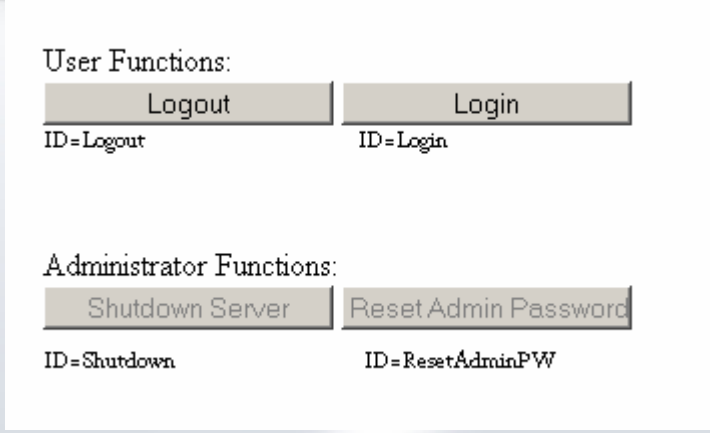 User Functions:
Logout Login
ID=Logout ID=Login
Administrator Functions:
Shutdown Server Reset Admin Password
ID=Shutdown ID=ResetAdminPW